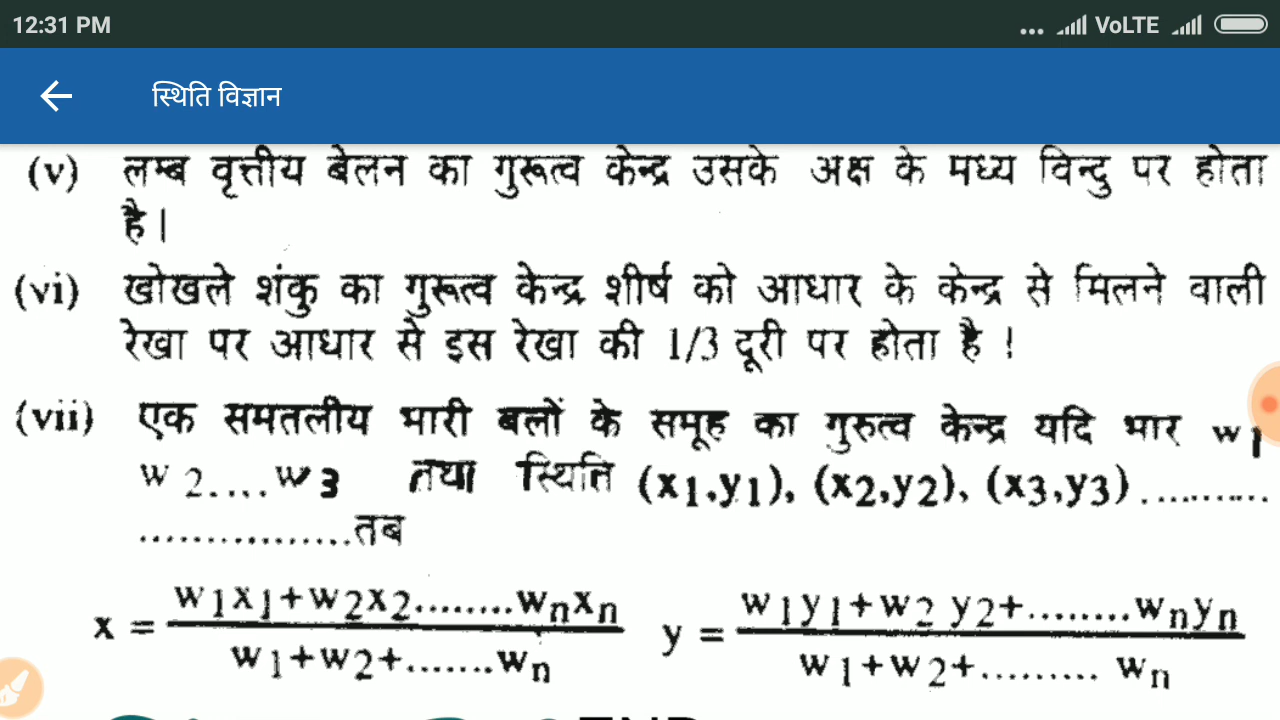 12:31 PM ... VoLTE
स्थिति विज्ञान
(v) लम्ब वृत्तीय बेलन का गुरूत्व केन्द्र उसके अक्ष के मध्य विन्दु पर होता
है।
(vi) खोखले शंकु का गुरूत्व केन्द्र शीर्ष को आधार के केन्द्र से मिलने वाली
रेखा पर आधार से इस रेखा की 1/3 दूरी पर होता है !
(vii) एक समतलीय भारी बलों के समूह का गुरुत्व केन्द्र यदि भार w1
w 2....w3 तथा स्थिति (x1,y1), (x2,y2), (x3,y3) ...........
................तब
x = w1x1+w2x2........wnxn / w1+w2+.......wn y = w1y1+w2 y2+........wnyn / w1+w2+......... wn